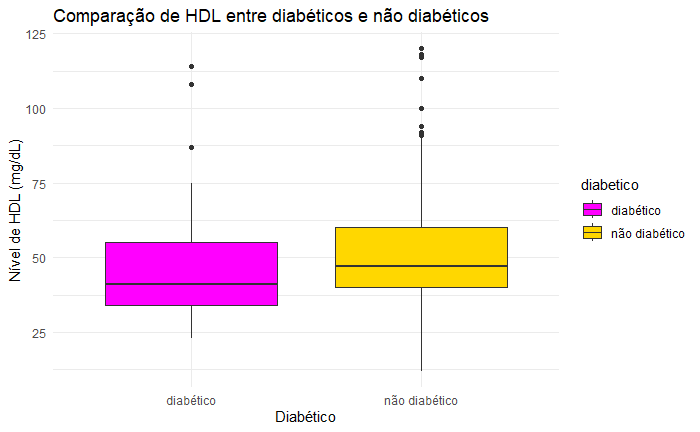 Comparação de HDL entre diabéticos e não diabéticos
Nível de HDL (mg/dL)
125
100
75
50
25
diabético
não diabético
Diabético
diabetico
diabético
não diabético